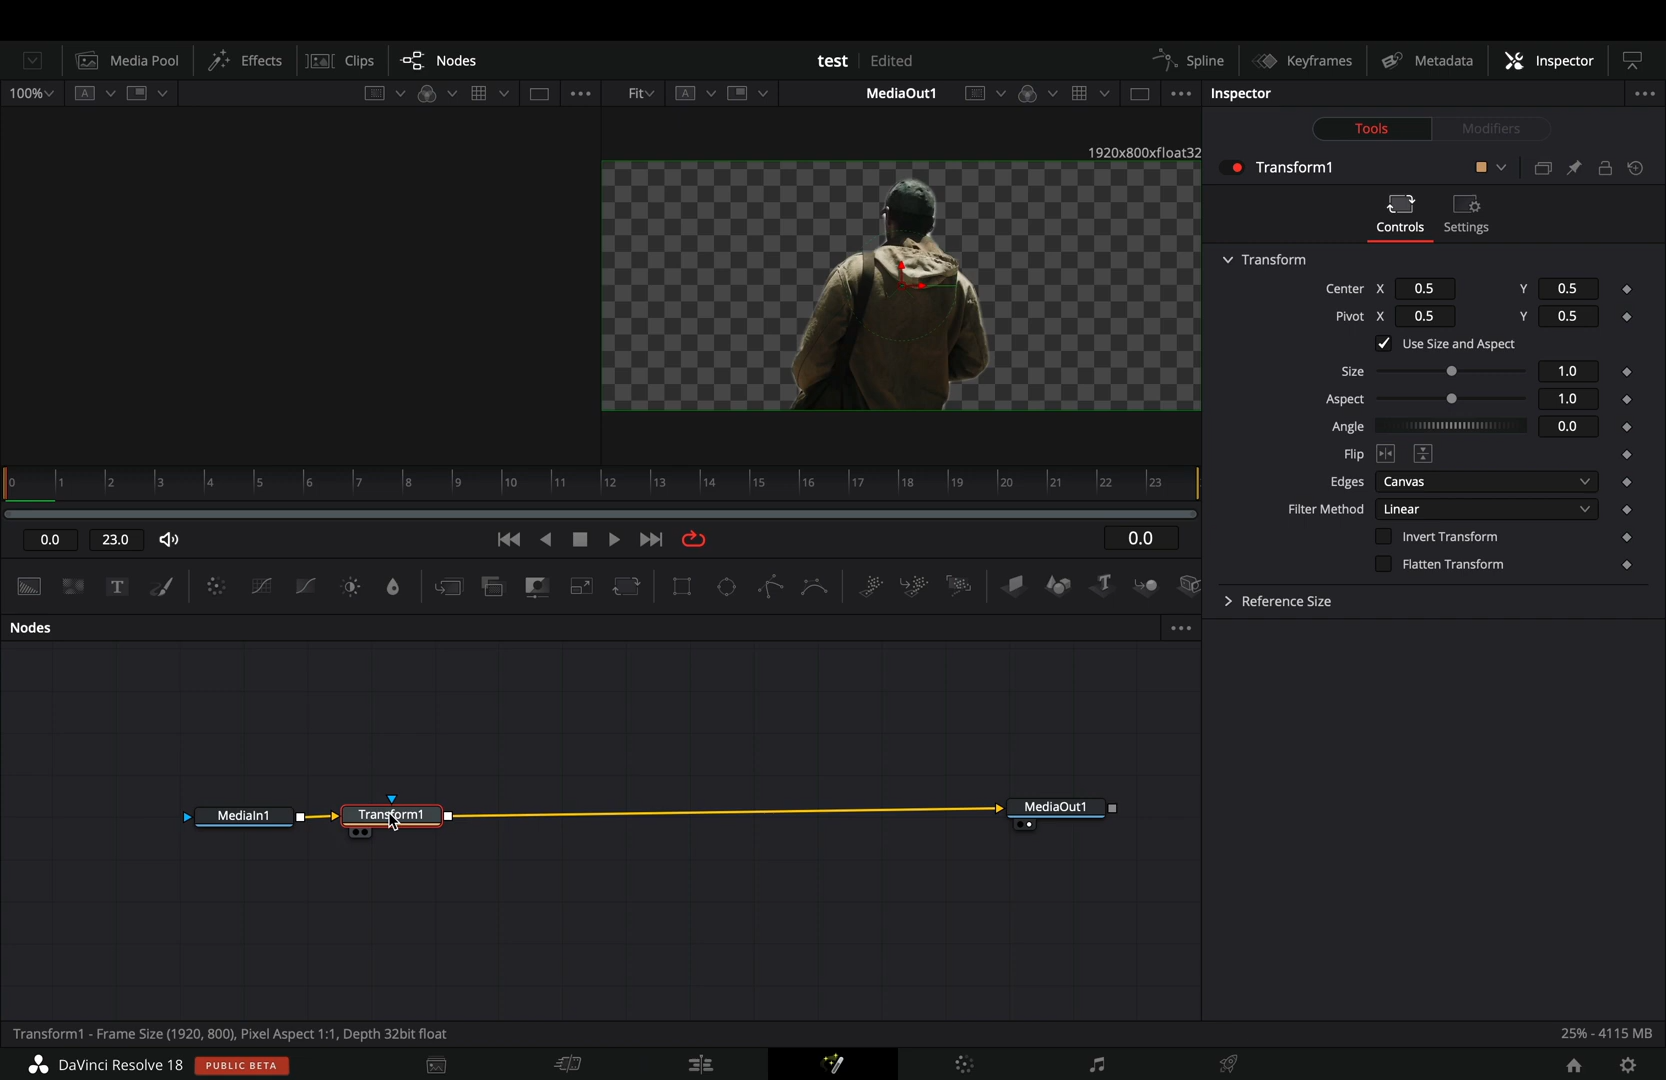 Media Pool Effects Clips Nodes test Edited Spline Keyframes Metadata Inspector
100% A Fit A MediaOut1 Inspector
Tools Modifiers
1920x800xfloat32
Transform1
Controls Settings
Transform
Center X 0.5 Y 0.5
Pivot X 0.5 Y 0.5
Use Size and Aspect
Size 1.0
Aspect 1.0
Angle 0.0
Flip
Edges Canvas
Filter Method Linear
Invert Transform
Flatten Transform
Reference Size
0 1 2 3 4 5 6 7 8 9 10 11 12 13 14 15 16 17 18 19 20 21 22 23
0.0 23.0 0.0
T T
Nodes
MediaIn1 Transform1 MediaOut1
Transform1 - Frame Size (1920, 800), Pixel Aspect 1:1, Depth 32bit float 25% - 4115 MB
DaVinci Resolve 18 PUBLIC BETA